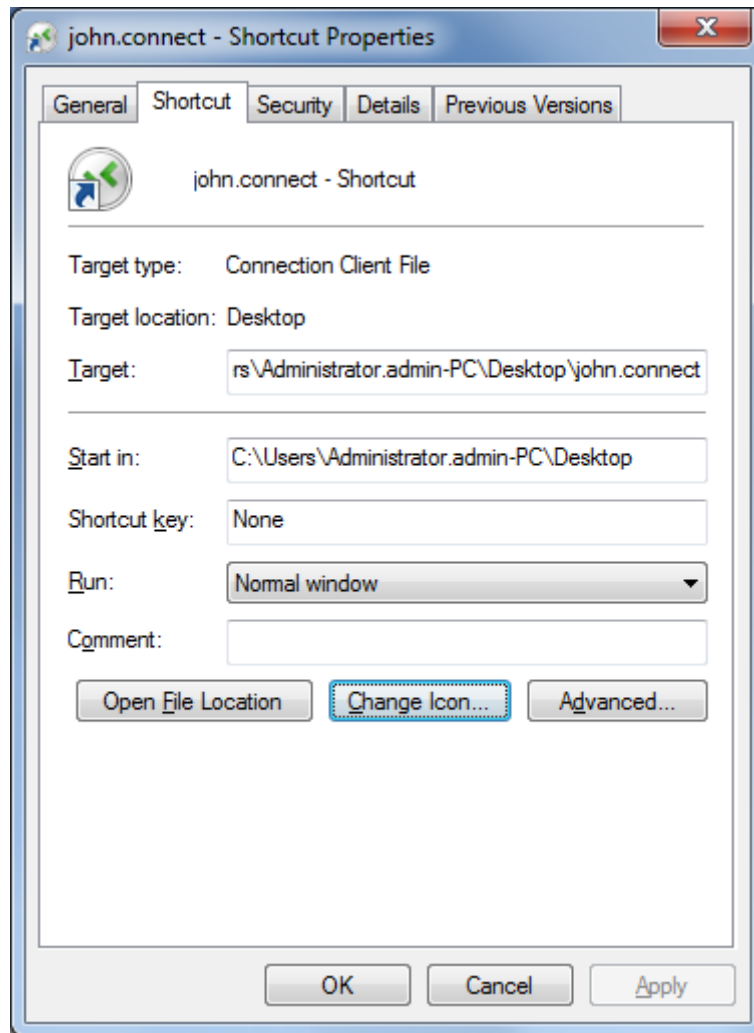 john.connect - Shortcut Properties
General Shortcut Security Details Previous Versions
john.connect - Shortcut
Target type: Connection Client File
Target location: Desktop
Target: rs\Administrator.admin-PC\Desktop\john.connect
Start in: C:\Users\Administrator.admin-PC\Desktop
Shortcut key: None
Run: Normal window
Comment:
Open File Location Change Icon... Advanced...
OK Cancel Apply